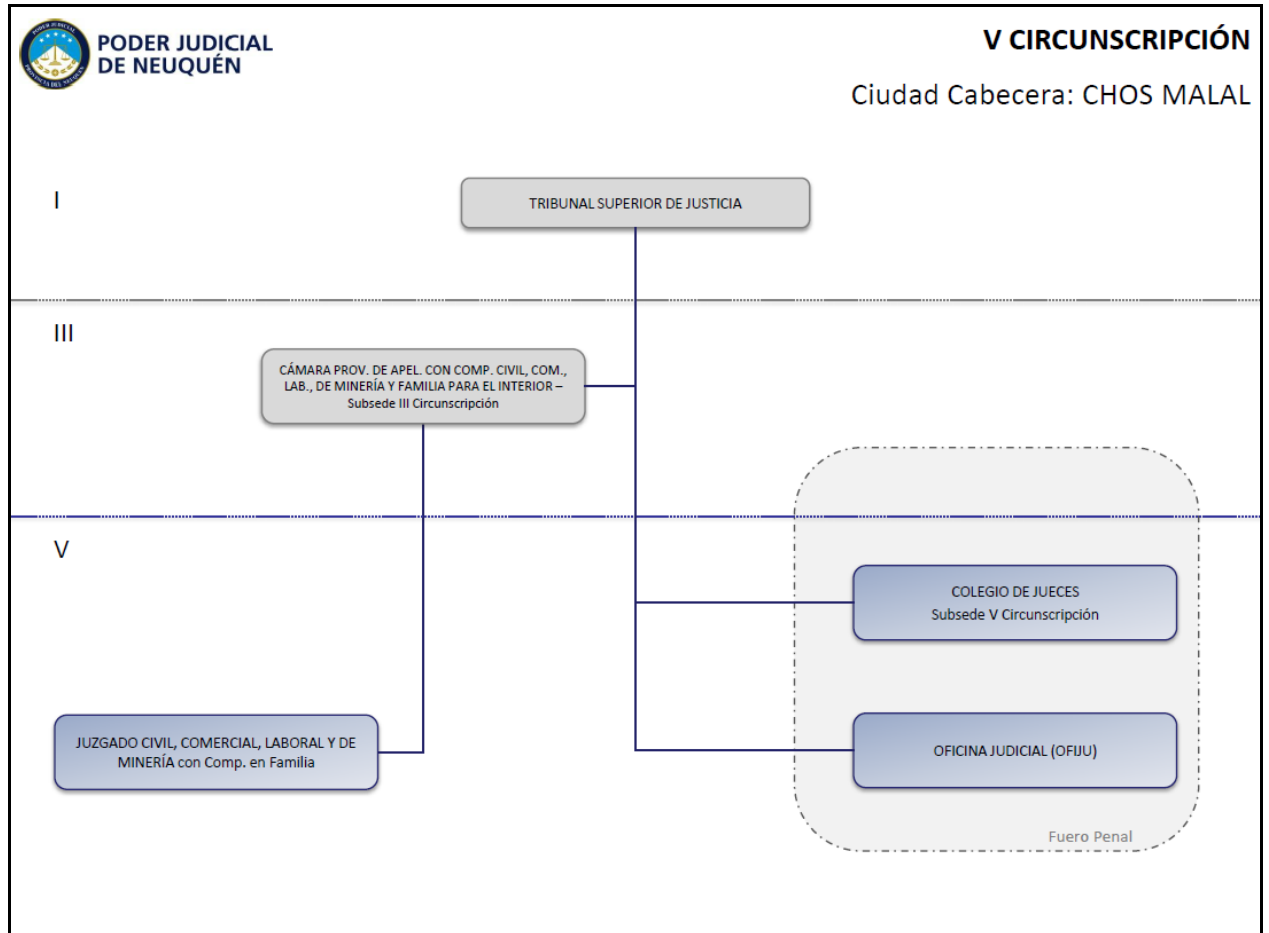 PODER JUDICIAL
DE NEUQUÉN
V CIRCUNSCRIPCIÓN
Ciudad Cabecera: CHOS MALAL
I
TRIBUNAL SUPERIOR DE JUSTICIA
III
CÁMARA PROV. DE APEL. CON COMP. CIVIL, COM.,
LAB., DE MINERÍA Y FAMILIA PARA EL INTERIOR –
Subsede III Circunscripción
V
COLEGIO DE JUECES
Subsede V Circunscripción
JUZGADO CIVIL, COMERCIAL, LABORAL Y DE
MINERÍA con Comp. en Familia
OFICINA JUDICIAL (OFIJU)
Fuero Penal